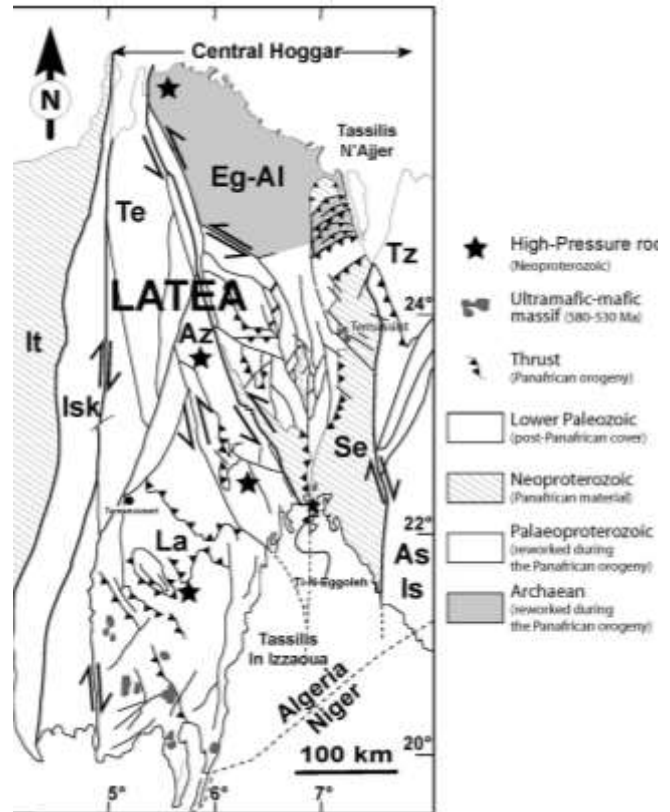 Central Hoggar
N
Tassilis
N'Ajjer
Eg-Al
Te
Tz
LATEA
24°
Az
It
Isk
Se
22°
La
Ti-N-Eggoleh
As
Is
Tassilis
In Izzaoua
Algeria
Niger
20°
100 km
5°
6°
7°
High-Pressure roc
(Neoproterozoic)
Ultramafic-mafic
massif (580-530 Ma)
Thrust
(Panafrican orogeny)
Lower Paleozoic
(post-Panafrican cover)
Neoproterozoic
(Panafrican material)
Palaeoproterozoic
(reworked during
the Panafrican orogeny)
Archaean
(reworked during
the Panafrican orogeny)